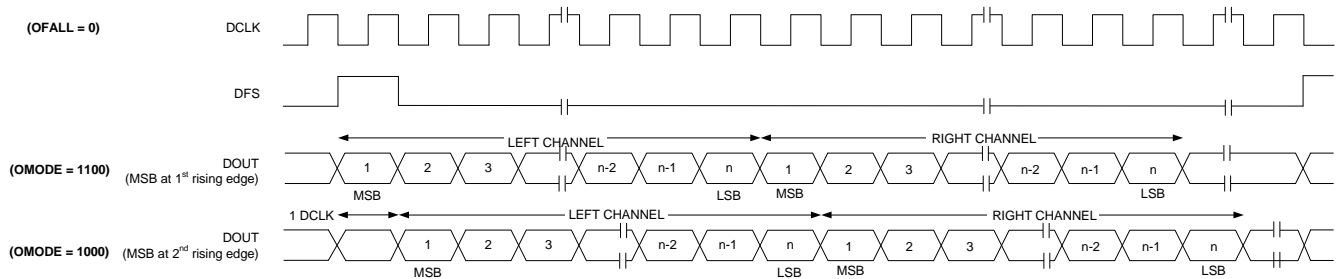 (OFALL = 0) DCLK
DFS
LEFT CHANNEL RIGHT CHANNEL
(OMODE = 1100) DOUT 1 2 3 n-2 n-1 n 1 2 3 n-2 n-1 n
(MSB at 1st rising edge)
MSB LSB MSB LSB
1 DCLK LEFT CHANNEL RIGHT CHANNEL
DOUT
(OMODE = 1000) (MSB at 2nd rising edge) 1 2 3 n-2 n-1 n 1 2 3 n-2 n-1 n
MSB LSB MSB LSB